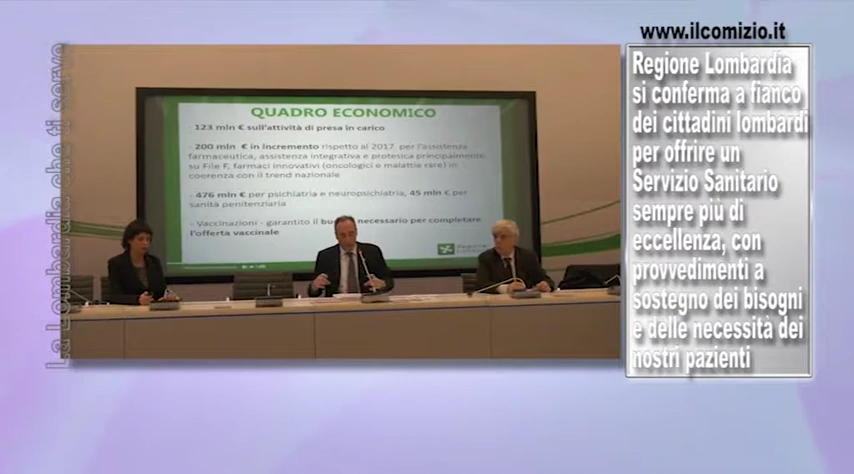 www.ilcomizio.it
La Lombardia che ti serve
QUADRO ECONOMICO
- 123 mln € sull'attività di presa in carico
- 200 mln € in incremento rispetto al 2017 per l'assistenza
farmaceutica, assistenza integrativa e protesica principalmente
su File F, farmaci innovativi (oncologici e malattie rare) in
coerenza con il trend nazionale
- 476 mln € per psichiatria e neuropsichiatria, 45 mln € per
sanità penitenziaria
- Vaccinazioni - garantito il necessario per completare
l'offerta vaccinale
Regione
Regione Lombardia
si conferma a fianco
dei cittadini lombardi
per offrire un
Servizio Sanitario
sempre più di
eccellenza, con
provvedimenti a
sostegno dei bisogni
e delle necessità dei
nostri pazienti